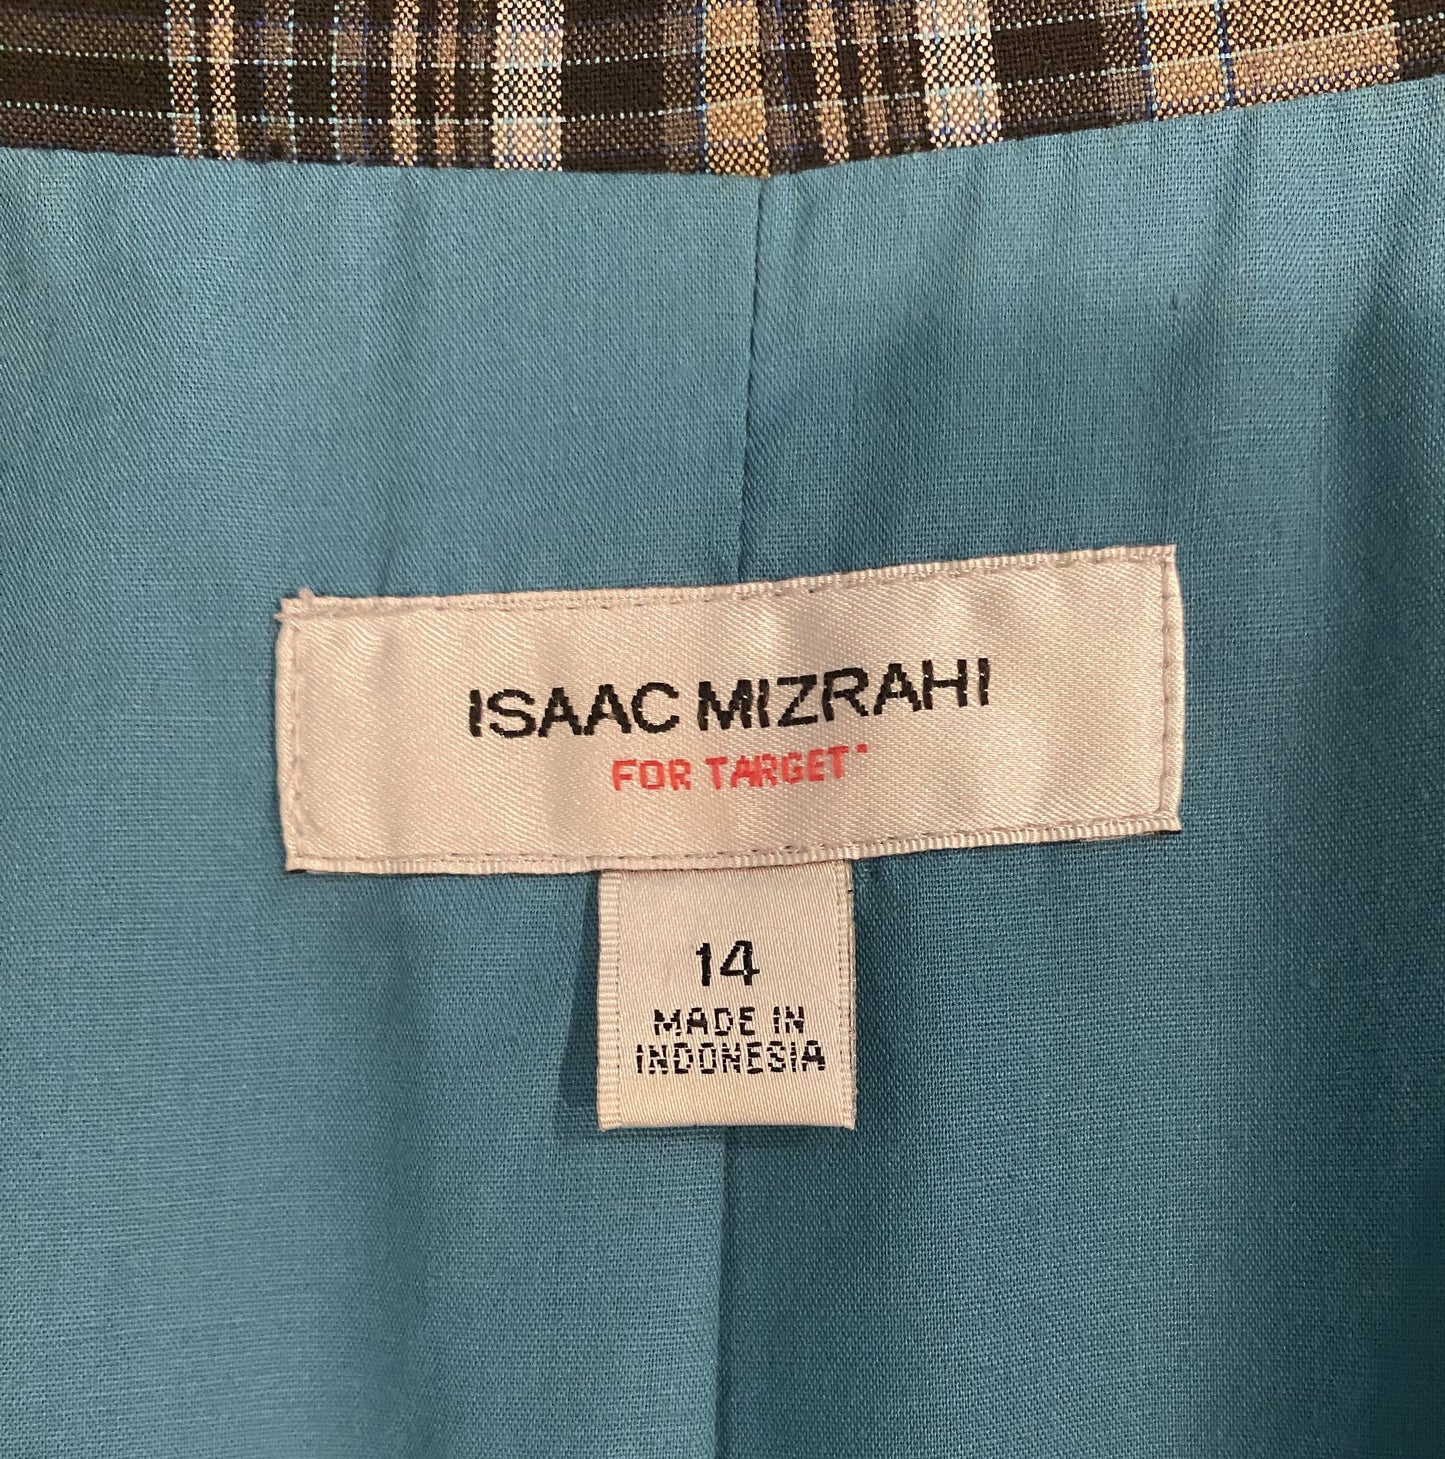 ISAAC MIZRAHI
FOR TARGET
14
MADE IN
INDONESIA